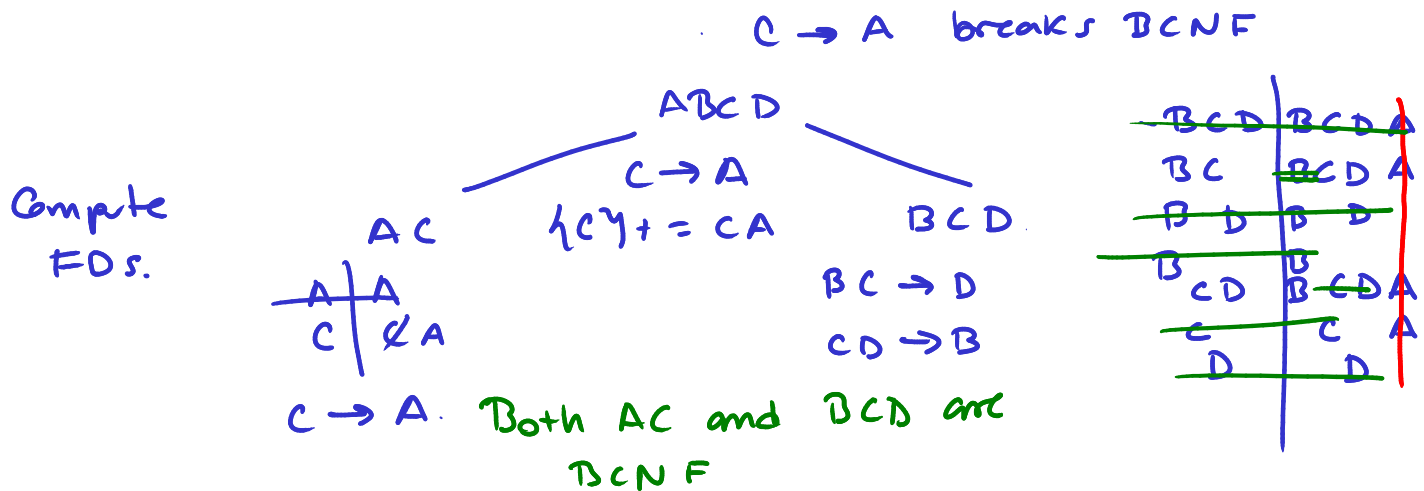 C → A breaks BCNF
ABCD
C → A
{C}+ = CA
Compute
FDs.
AC
A | A
C | C A
C → A.
BCD
BC → D
CD → B
Both AC and BCD are
BCNF
BCD | BCD A
BC | BCD A
B D | B D
B | B
CD | B CD A
C | C A
D | D